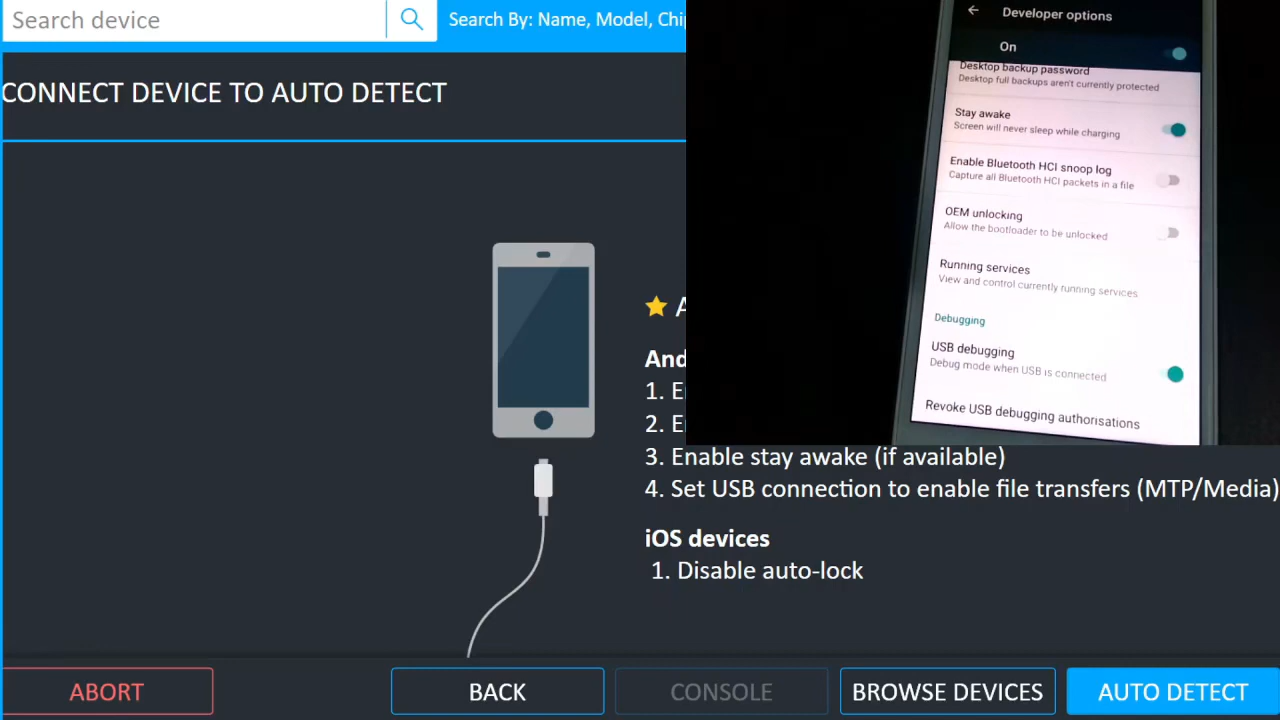 Search device
Search By: Name, Model, Chip
CONNECT DEVICE TO AUTO DETECT
3. Enable stay awake (if available)
4. Set USB connection to enable file transfers (MTP/Media)
iOS devices
1. Disable auto-lock
ABORT
BACK
CONSOLE
BROWSE DEVICES
AUTO DETECT
Developer options
On
Desktop backup password
Desktop full backups aren't currently protected
Stay awake
Screen will never sleep while charging
Enable Bluetooth HCI snoop log
Capture all Bluetooth HCI packets in a file
OEM unlocking
Allow the bootloader to be unlocked
Running services
View and control currently running services
Debugging
USB debugging
Debug mode when USB is connected
Revoke USB debugging authorisations